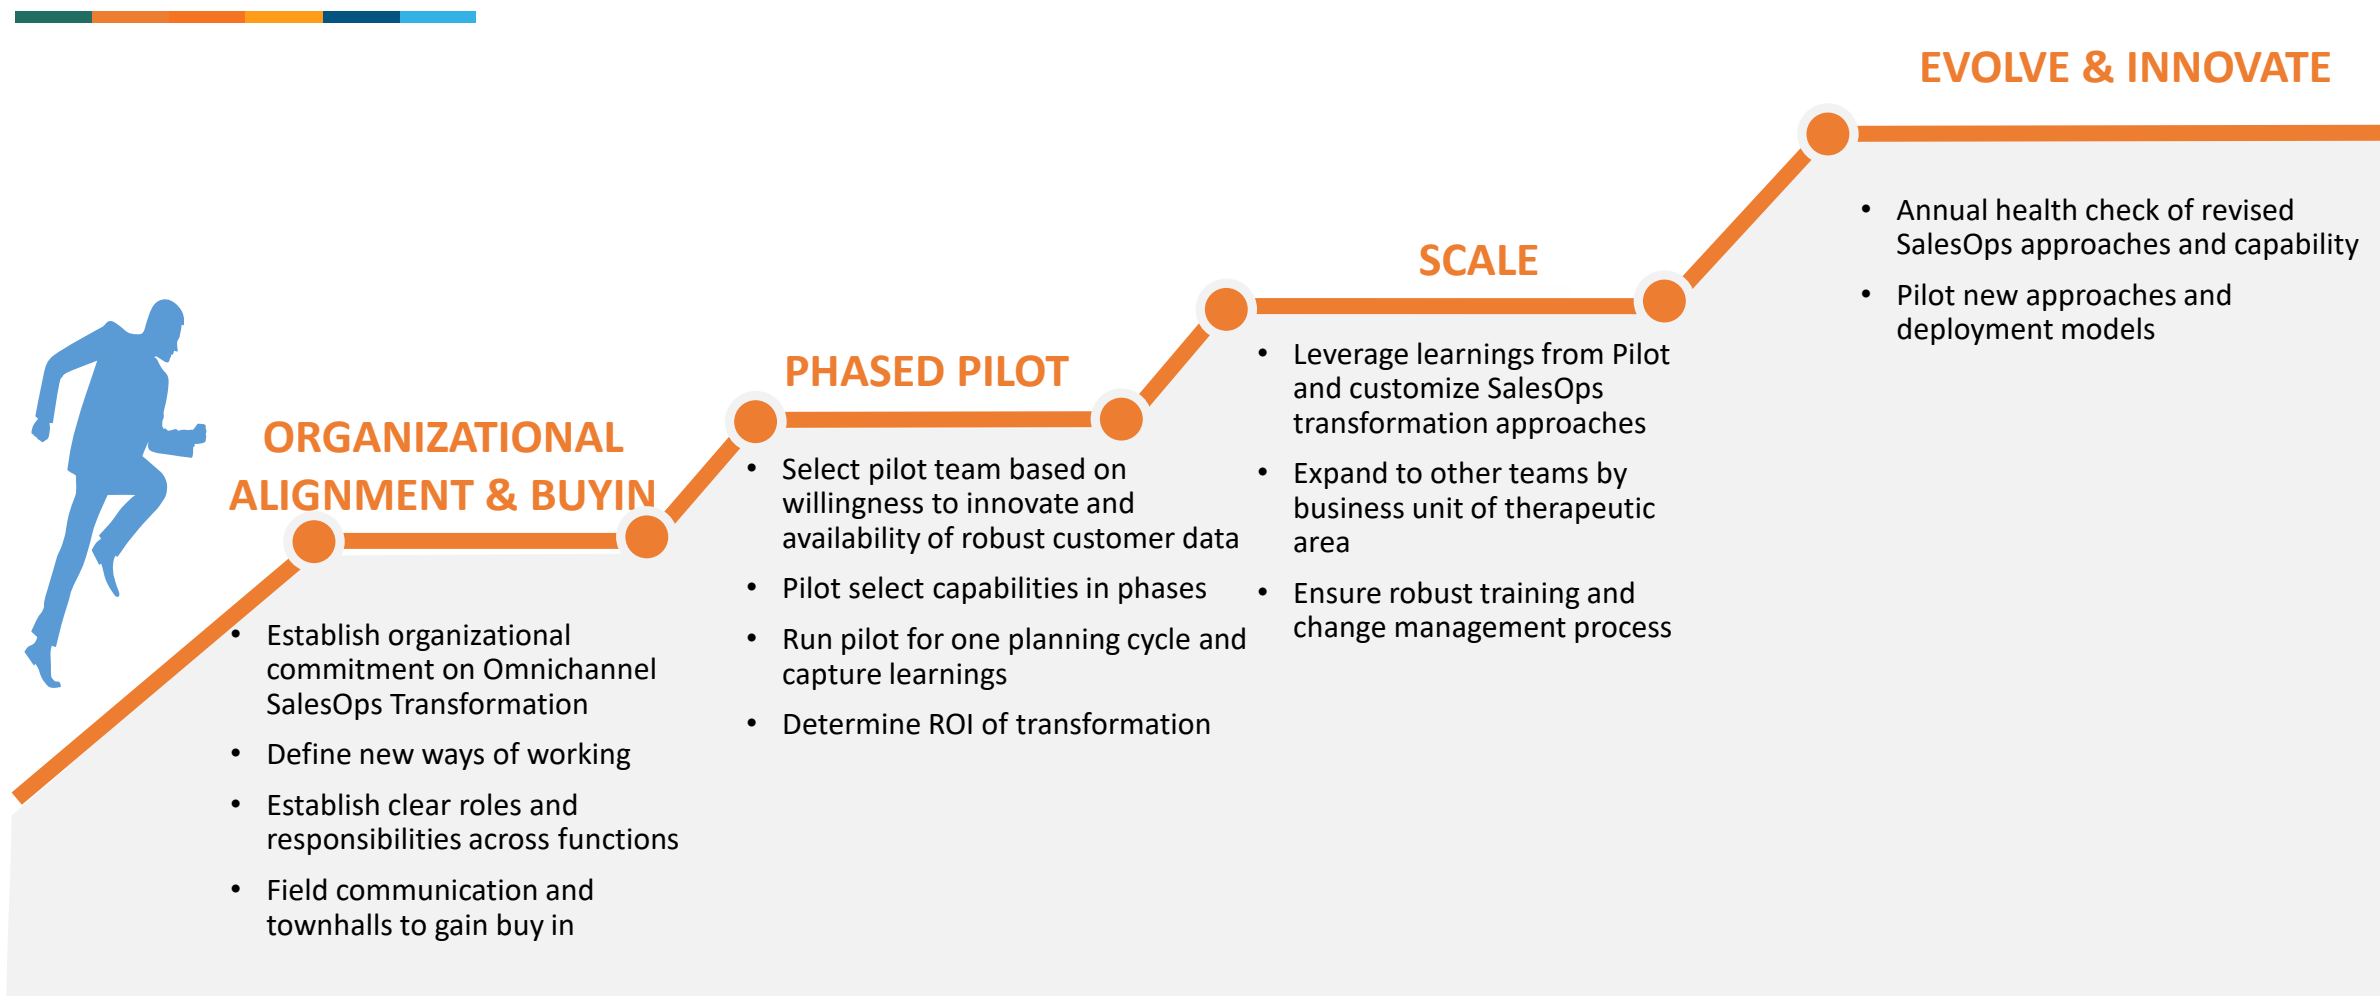 ORGANIZATIONAL
ALIGNMENT & BUYIN
• Establish organizational
commitment on Omnichannel
SalesOps Transformation
• Define new ways of working
• Establish clear roles and
responsibilities across functions
• Field communication and
townhalls to gain buy in
PHASED PILOT
• Select pilot team based on
willingness to innovate and
availability of robust customer data
• Pilot select capabilities in phases
• Run pilot for one planning cycle and
capture learnings
• Determine ROI of transformation
SCALE
• Leverage learnings from Pilot
and customize SalesOps
transformation approaches
• Expand to other teams by
business unit of therapeutic
area
• Ensure robust training and
change management process
EVOLVE & INNOVATE
• Annual health check of revised
SalesOps approaches and capability
• Pilot new approaches and
deployment models